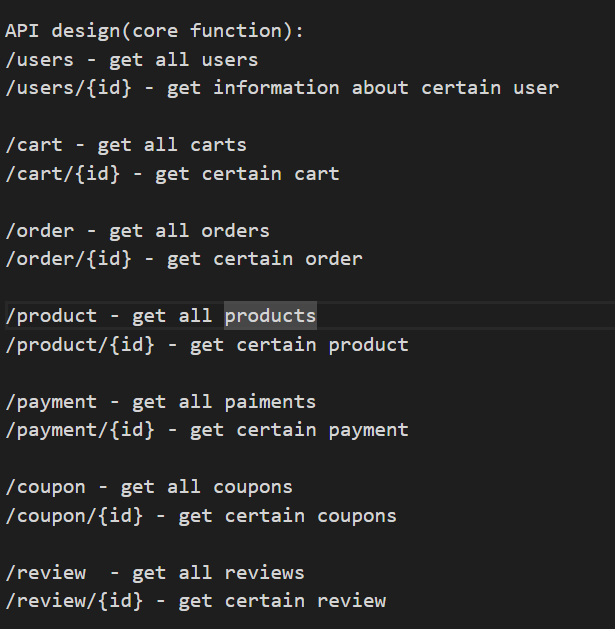 API design(core function):
/users - get all users
/users/{id} - get information about certain user
/cart - get all carts
/cart/{id} - get certain cart
/order - get all orders
/order/{id} - get certain order
/product - get all products
/product/{id} - get certain product
/payment - get all paiments
/payment/{id} - get certain payment
/coupon - get all coupons
/coupon/{id} - get certain coupons
/review  - get all reviews
/review/{id} - get certain review